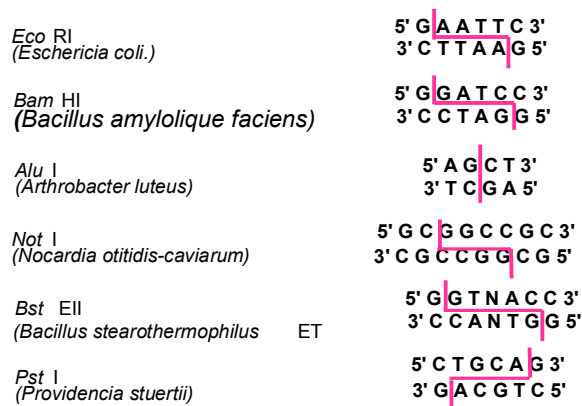 Eco RI
(Eschericia coli.)
5' G A A T T C 3'
3' C T T A A G 5'
Bam HI
(Bacillus amylolique faciens)
5' G G A T C C 3'
3' C C T A G G 5'
Alu I
(Arthrobacter luteus)
5' A G C T 3'
3' T C G A 5'
Not I
(Nocardia otitidis-caviarum)
5' G C G G C C G C 3'
3' C G C C G G C G 5'
Bst EII
(Bacillus stearothermophilus ET
5' G G T N A C C 3'
3' C C A N T G G 5'
Pst I
(Providencia stuertii)
5' C T G C A G 3'
3' G A C G T C 5'